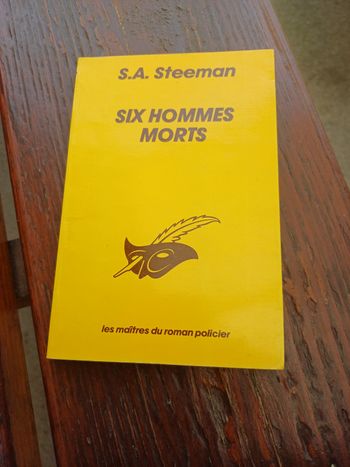 S.A. Steeman
SIX HOMMES
MORTS
les maîtres du roman policier